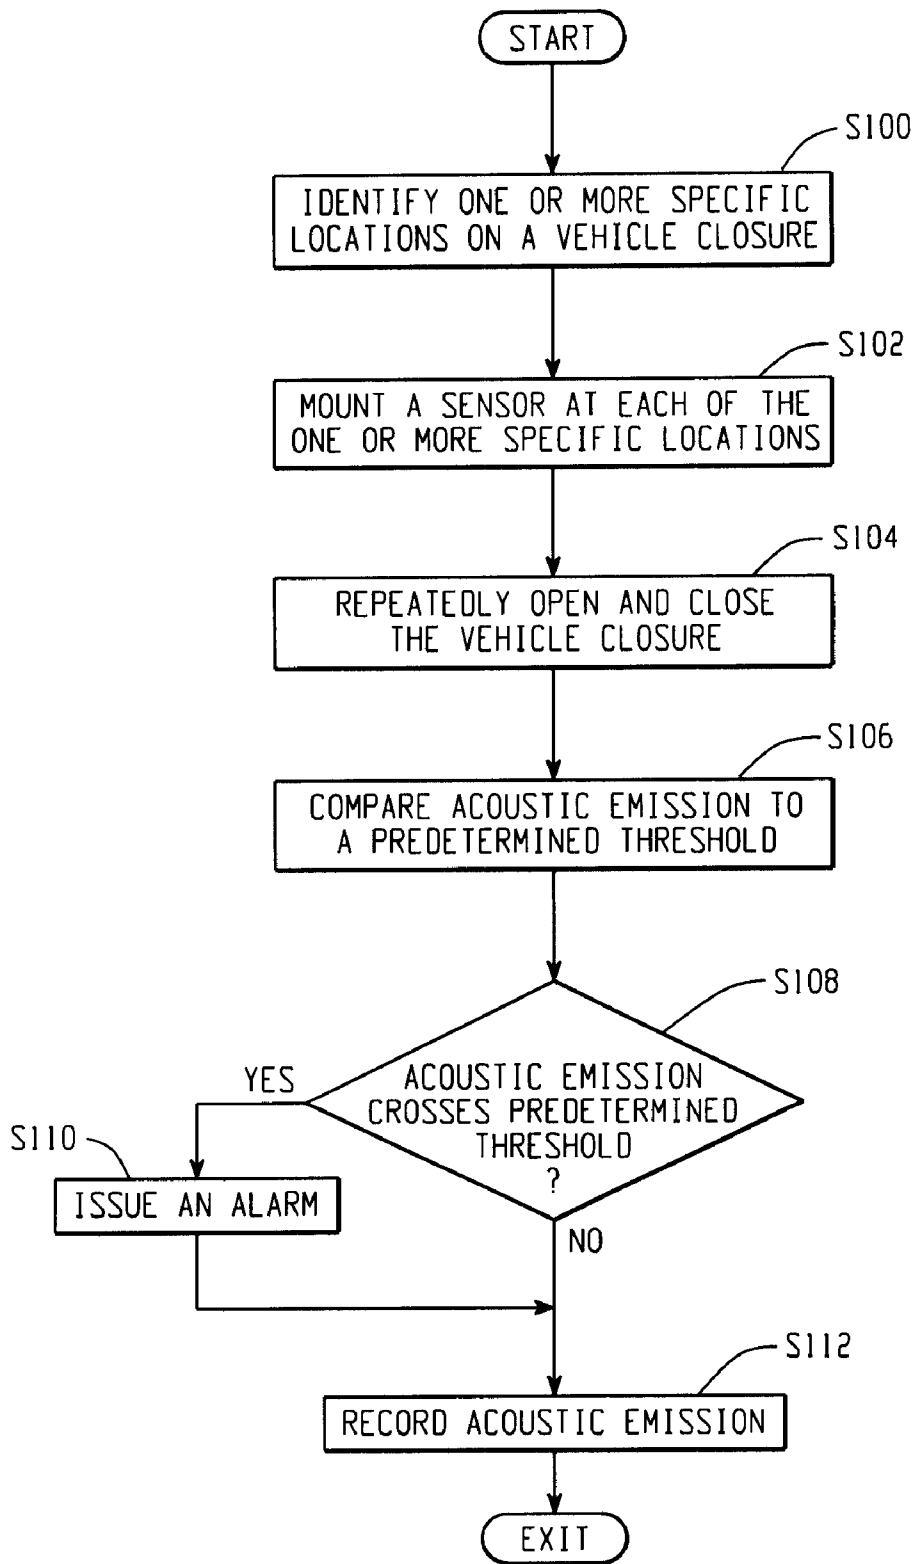 START
S100
IDENTIFY ONE OR MORE SPECIFIC
LOCATIONS ON A VEHICLE CLOSURE
S102
MOUNT A SENSOR AT EACH OF THE
ONE OR MORE SPECIFIC LOCATIONS
S104
REPEATEDLY OPEN AND CLOSE
THE VEHICLE CLOSURE
S106
COMPARE ACOUSTIC EMISSION TO
A PREDETERMINED THRESHOLD
S108
ACOUSTIC EMISSION
CROSSES PREDETERMINED
THRESHOLD
?
YES
S110
ISSUE AN ALARM
NO
S112
RECORD ACOUSTIC EMISSION
EXIT